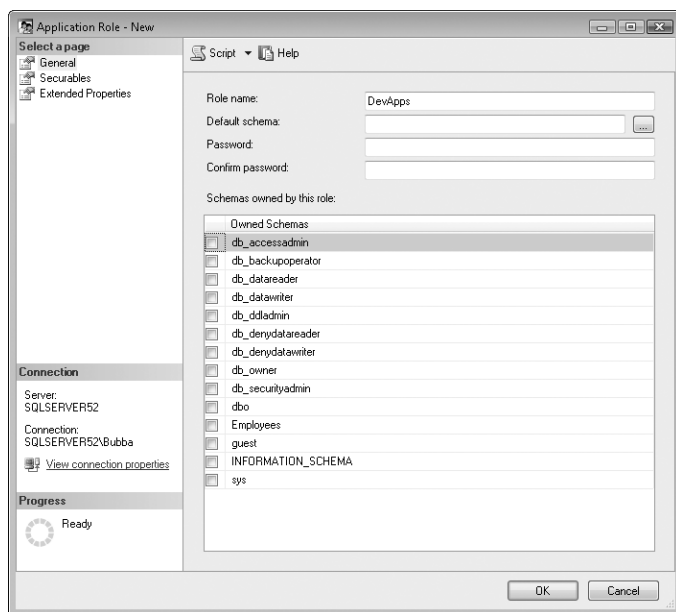 Application Role - New
Select a page
General
Securables
Extended Properties
Script
Help
Role name:
DevApps
Default schema:
...
Password:
Confirm password:
Schemas owned by this role:
Owned Schemas
db_accessadmin
db_backupoperator
db_datareader
db_datawriter
db_ddladmin
db_denydatareader
db_denydatawriter
db_owner
db_securityadmin
dbo
Employees
guest
INFORMATION_SCHEMA
sys
Connection
Server:
SQLSERVER52
Connection:
SQLSERVER52\Bubba
View connection properties
Progress
Ready
OK
Cancel